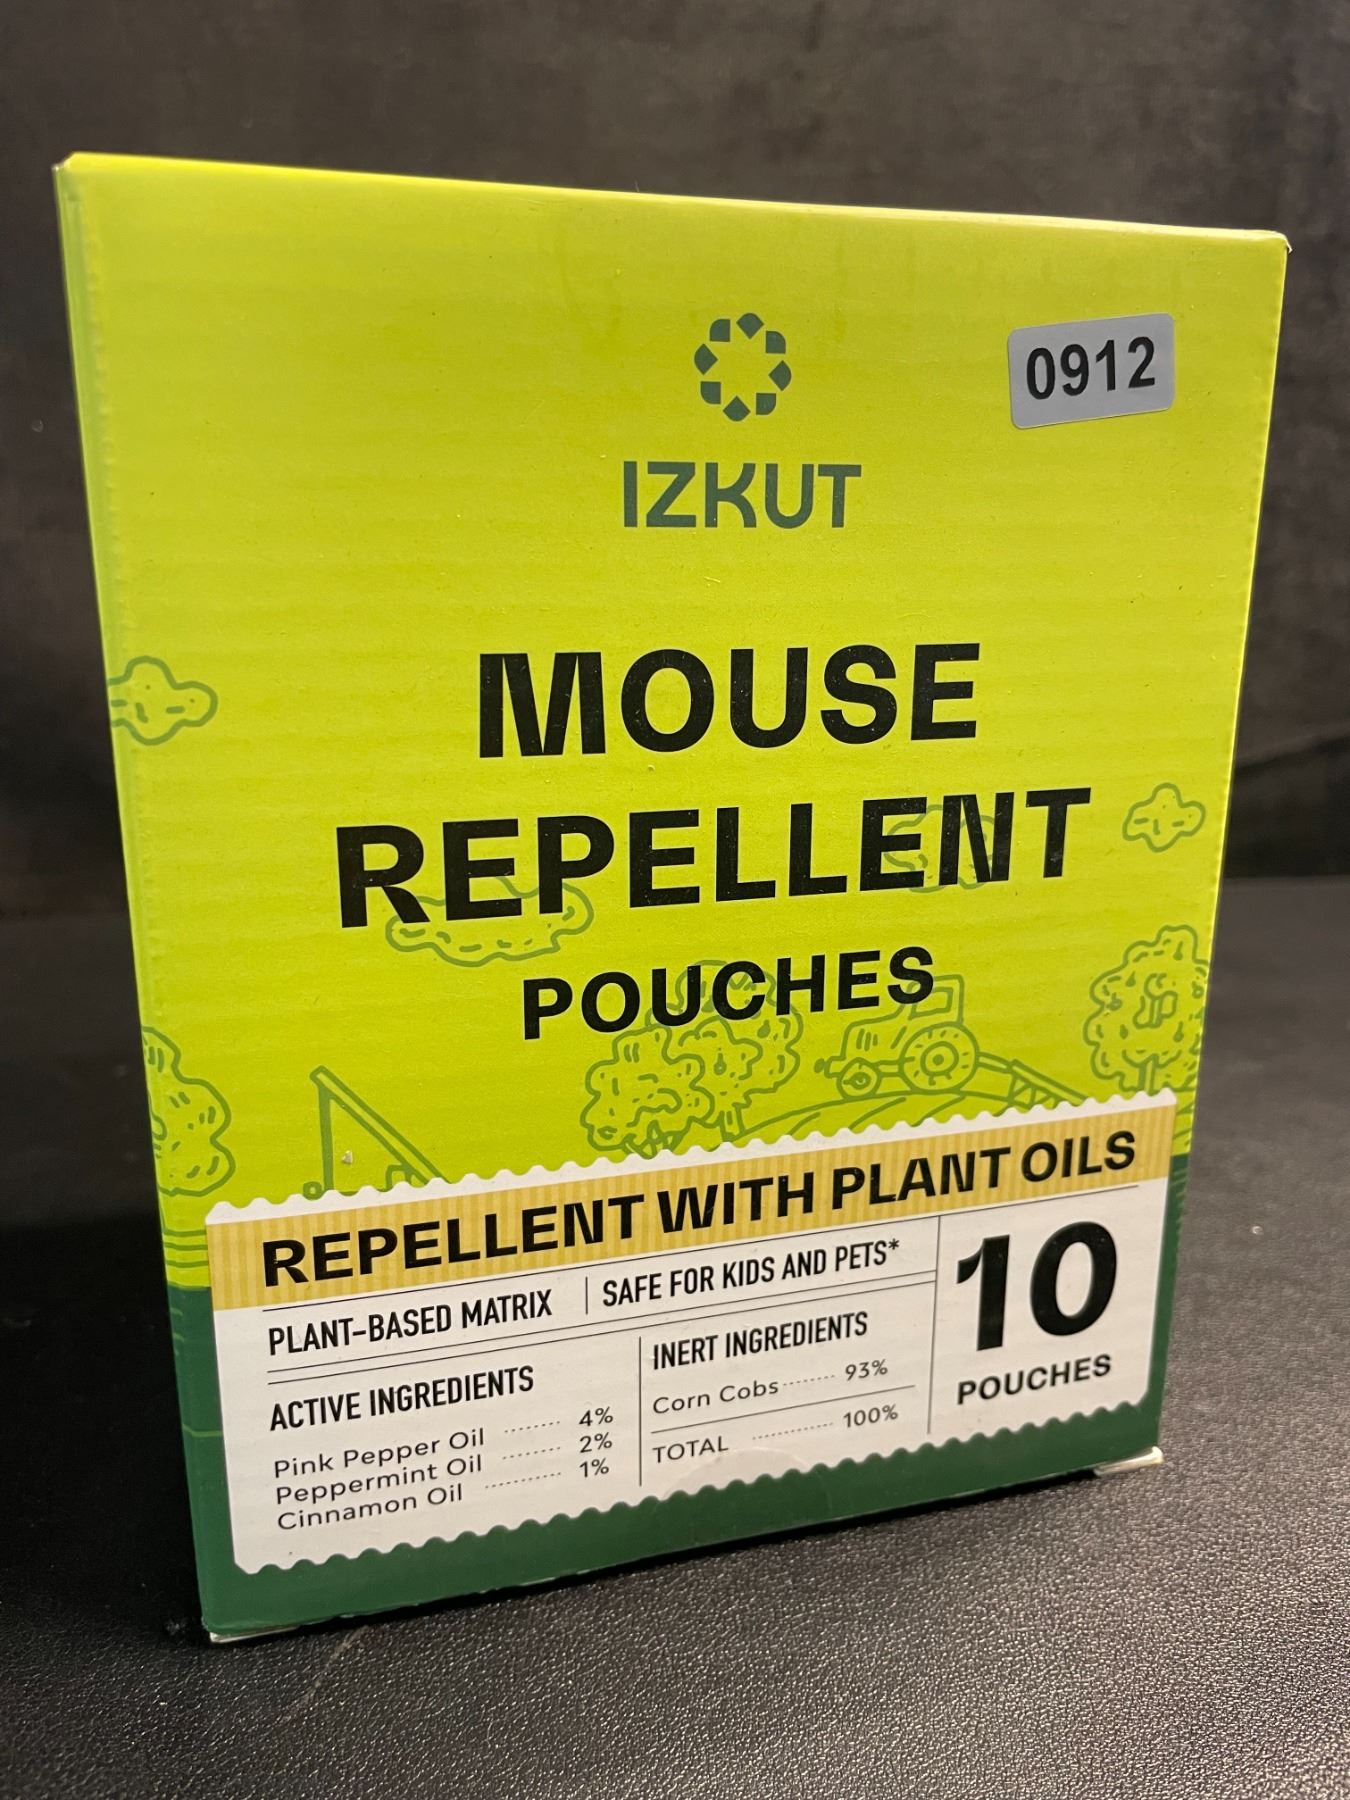 0912
IZKUT
MOUSE
REPELLENT
POUCHES
REPELLENT WITH PLANT OILS
PLANT-BASED MATRIX | SAFE FOR KIDS AND PETS*
ACTIVE INGREDIENTS
Pink Pepper Oil ........ 4%
Peppermint Oil ........ 2%
Cinnamon Oil ........... 1%
INERT INGREDIENTS
Corn Cobs ........ 93%
TOTAL ............ 100%
10
POUCHES